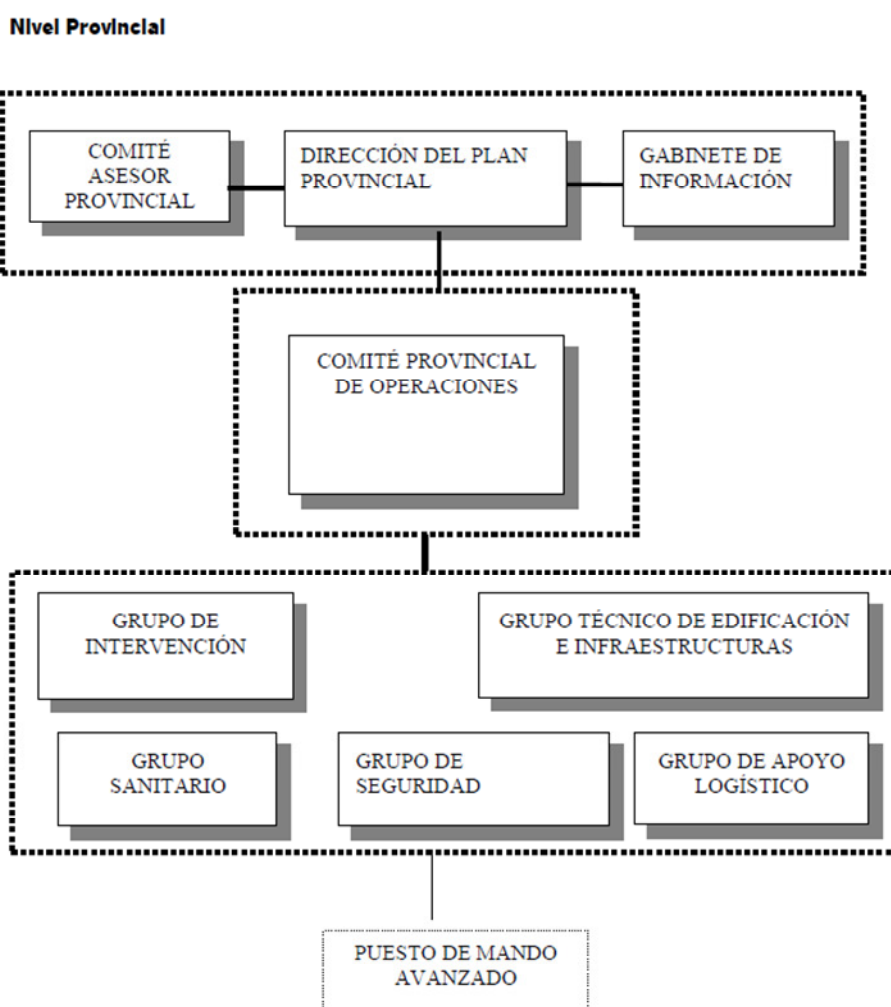 Nivel Provincial
COMITÉ
ASESOR
PROVINCIAL
DIRECCIÓN DEL PLAN
PROVINCIAL
GABINETE DE
INFORMACIÓN
COMITÉ PROVINCIAL
DE OPERACIONES
GRUPO DE
INTERVENCIÓN
GRUPO TÉCNICO DE EDIFICACIÓN
E INFRAESTRUCTURAS
GRUPO
SANITARIO
GRUPO DE
SEGURIDAD
GRUPO DE APOYO
LOGÍSTICO
PUESTO DE MANDO
AVANZADO